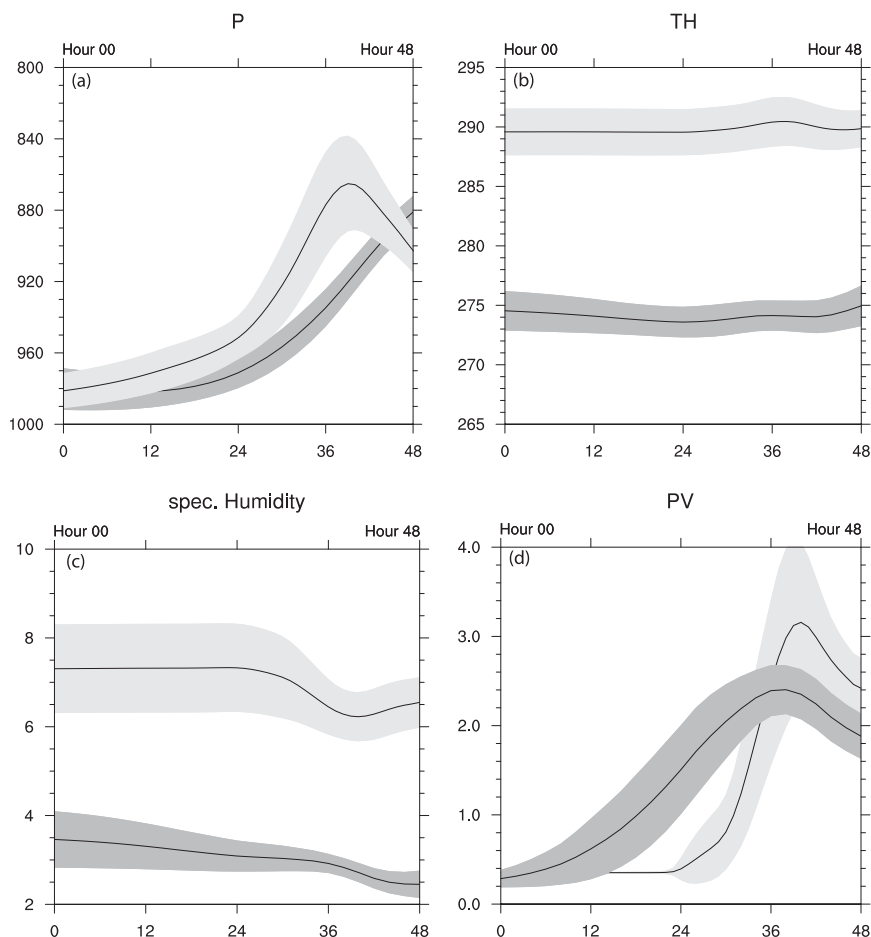 P
Hour 00 Hour 48
(a)
800
840
880
920
960
1000
0 12 24 36 48
TH
Hour 00 Hour 48
(b)
295
290
285
280
275
270
265
0 12 24 36 48
spec. Humidity
Hour 00 Hour 48
(c)
10
8
6
4
2
0 12 24 36 48
PV
Hour 00 Hour 48
(d)
4.0
3.0
2.0
1.0
0.0
0 12 24 36 48